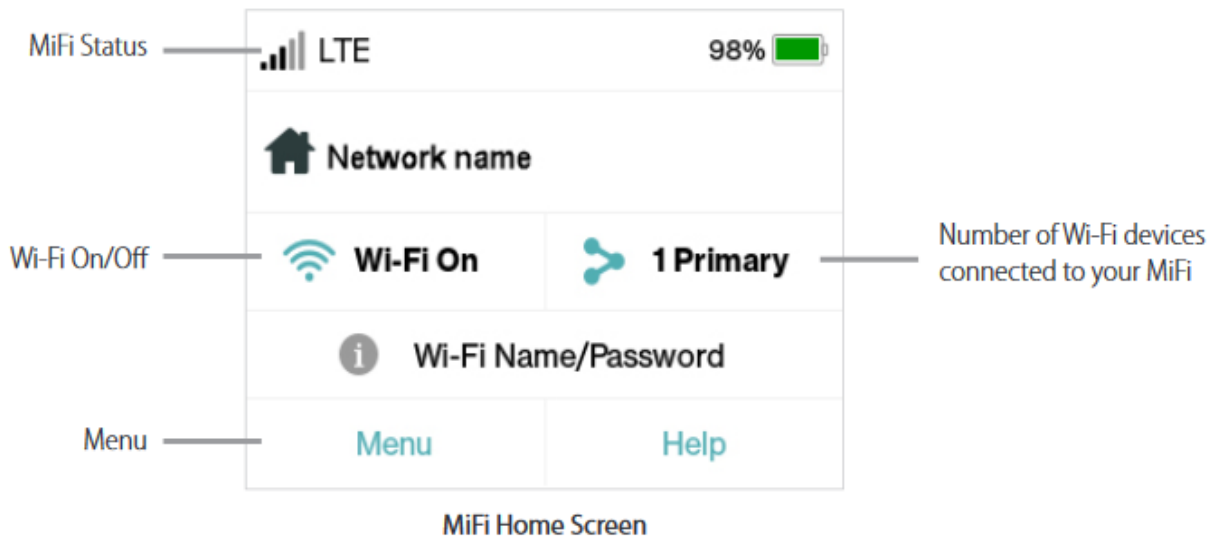 MiFi Status
LTE
98%
Network name
Wi-Fi On/Off
Wi-Fi On
1 Primary
Number of Wi-Fi devices
connected to your MiFi
Wi-Fi Name/Password
Menu
Menu
Help
MiFi Home Screen